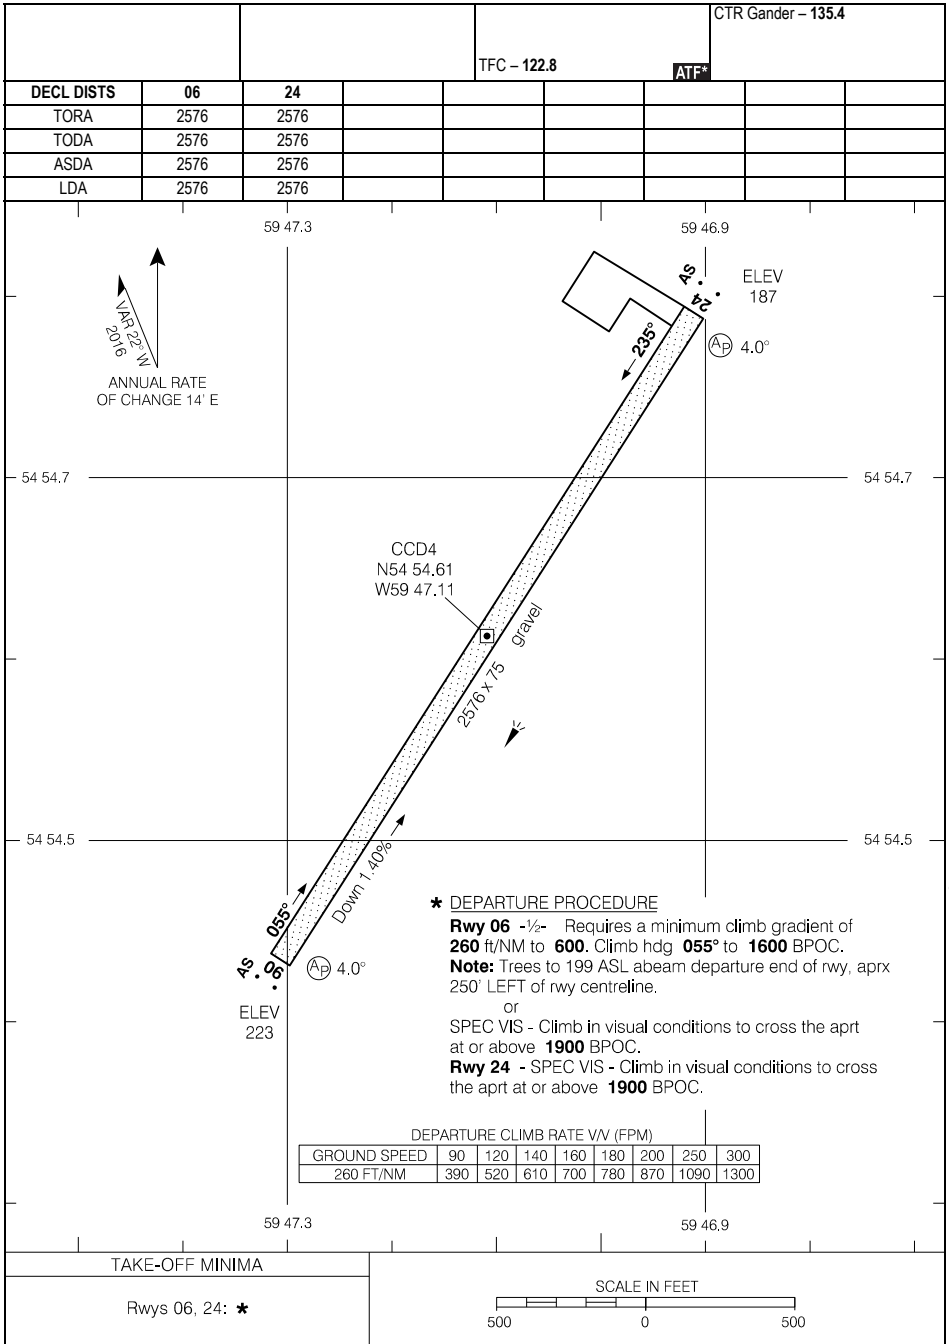 CTR Gander – 135.4
TFC – 122.8 ATF*
DECL DISTS 06 24
TORA 2576 2576
TODA 2576 2576
ASDA 2576 2576
LDA 2576 2576
59 47.3 59 46.9
AS
24
ELEV
187
235°
AP 4.0°
VAR 22° W
2016
ANNUAL RATE
OF CHANGE 14' E
54 54.7 54 54.7
CCD4
N54 54.61
W59 47.11
2576 x 75 gravel
54 54.5 54 54.5
Down 1.40%
055°
AS
06
AP 4.0°
ELEV
223
* DEPARTURE PROCEDURE
Rwy 06 -½- Requires a minimum climb gradient of
260 ft/NM to 600. Climb hdg 055° to 1600 BPOC.
Note: Trees to 199 ASL abeam departure end of rwy, aprx
250' LEFT of rwy centreline.
or
SPEC VIS - Climb in visual conditions to cross the aprt
at or above 1900 BPOC.
Rwy 24 - SPEC VIS - Climb in visual conditions to cross
the aprt at or above 1900 BPOC.
DEPARTURE CLIMB RATE V/V (FPM)
GROUND SPEED 90 120 140 160 180 200 250 300
260 FT/NM 390 520 610 700 780 870 1090 1300
59 47.3 59 46.9
TAKE-OFF MINIMA
Rwys 06, 24: *
SCALE IN FEET
500 0 500